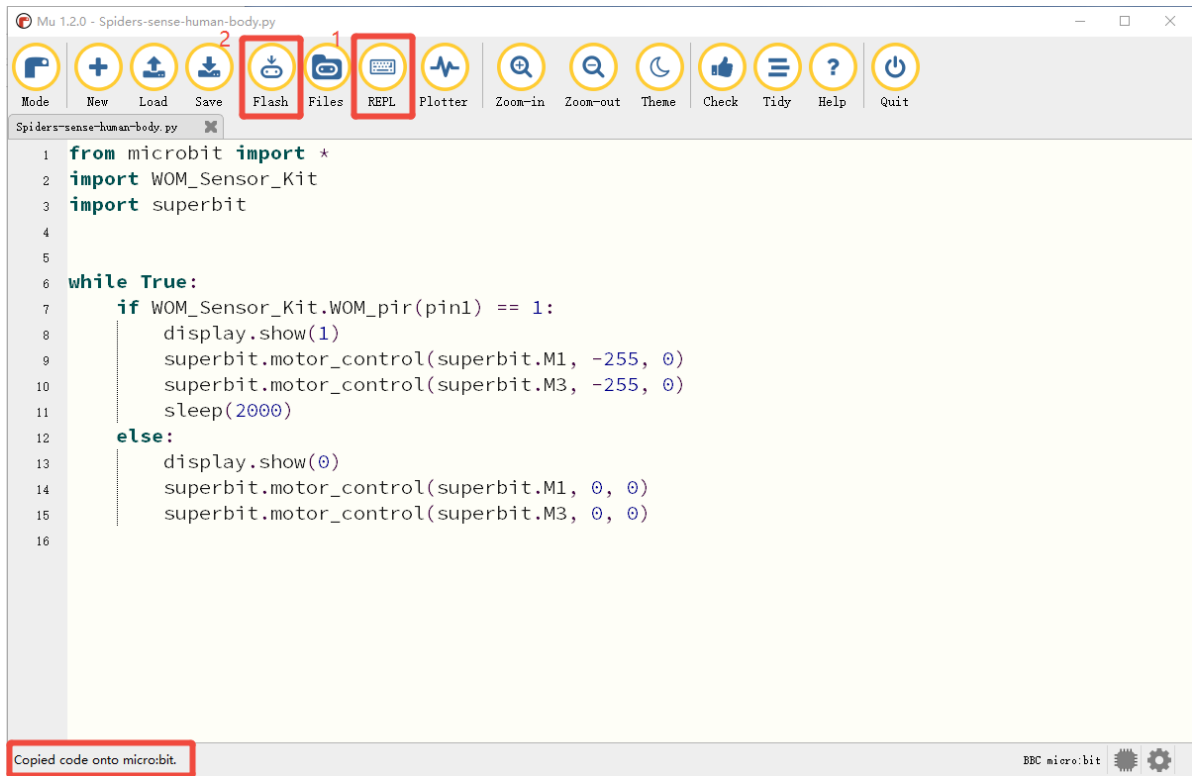 Mu 1.2.0 - Spiders-sense-human-body.py
2 1
Mode New Load Save Flash Files REPL Plotter Zoom-in Zoom-out Theme Check Tidy Help Quit
Spiders-sense-human-body.py
1 from microbit import *
2 import WOM_Sensor_Kit
3 import superbit
4
5
6 while True:
7     if WOM_Sensor_Kit.WOM_pir(pin1) == 1:
8         display.show(1)
9         superbit.motor_control(superbit.M1, -255, 0)
10         superbit.motor_control(superbit.M3, -255, 0)
11         sleep(2000)
12     else:
13         display.show(0)
14         superbit.motor_control(superbit.M1, 0, 0)
15         superbit.motor_control(superbit.M3, 0, 0)
16
Copied code onto micro:bit. BBC micro:bit